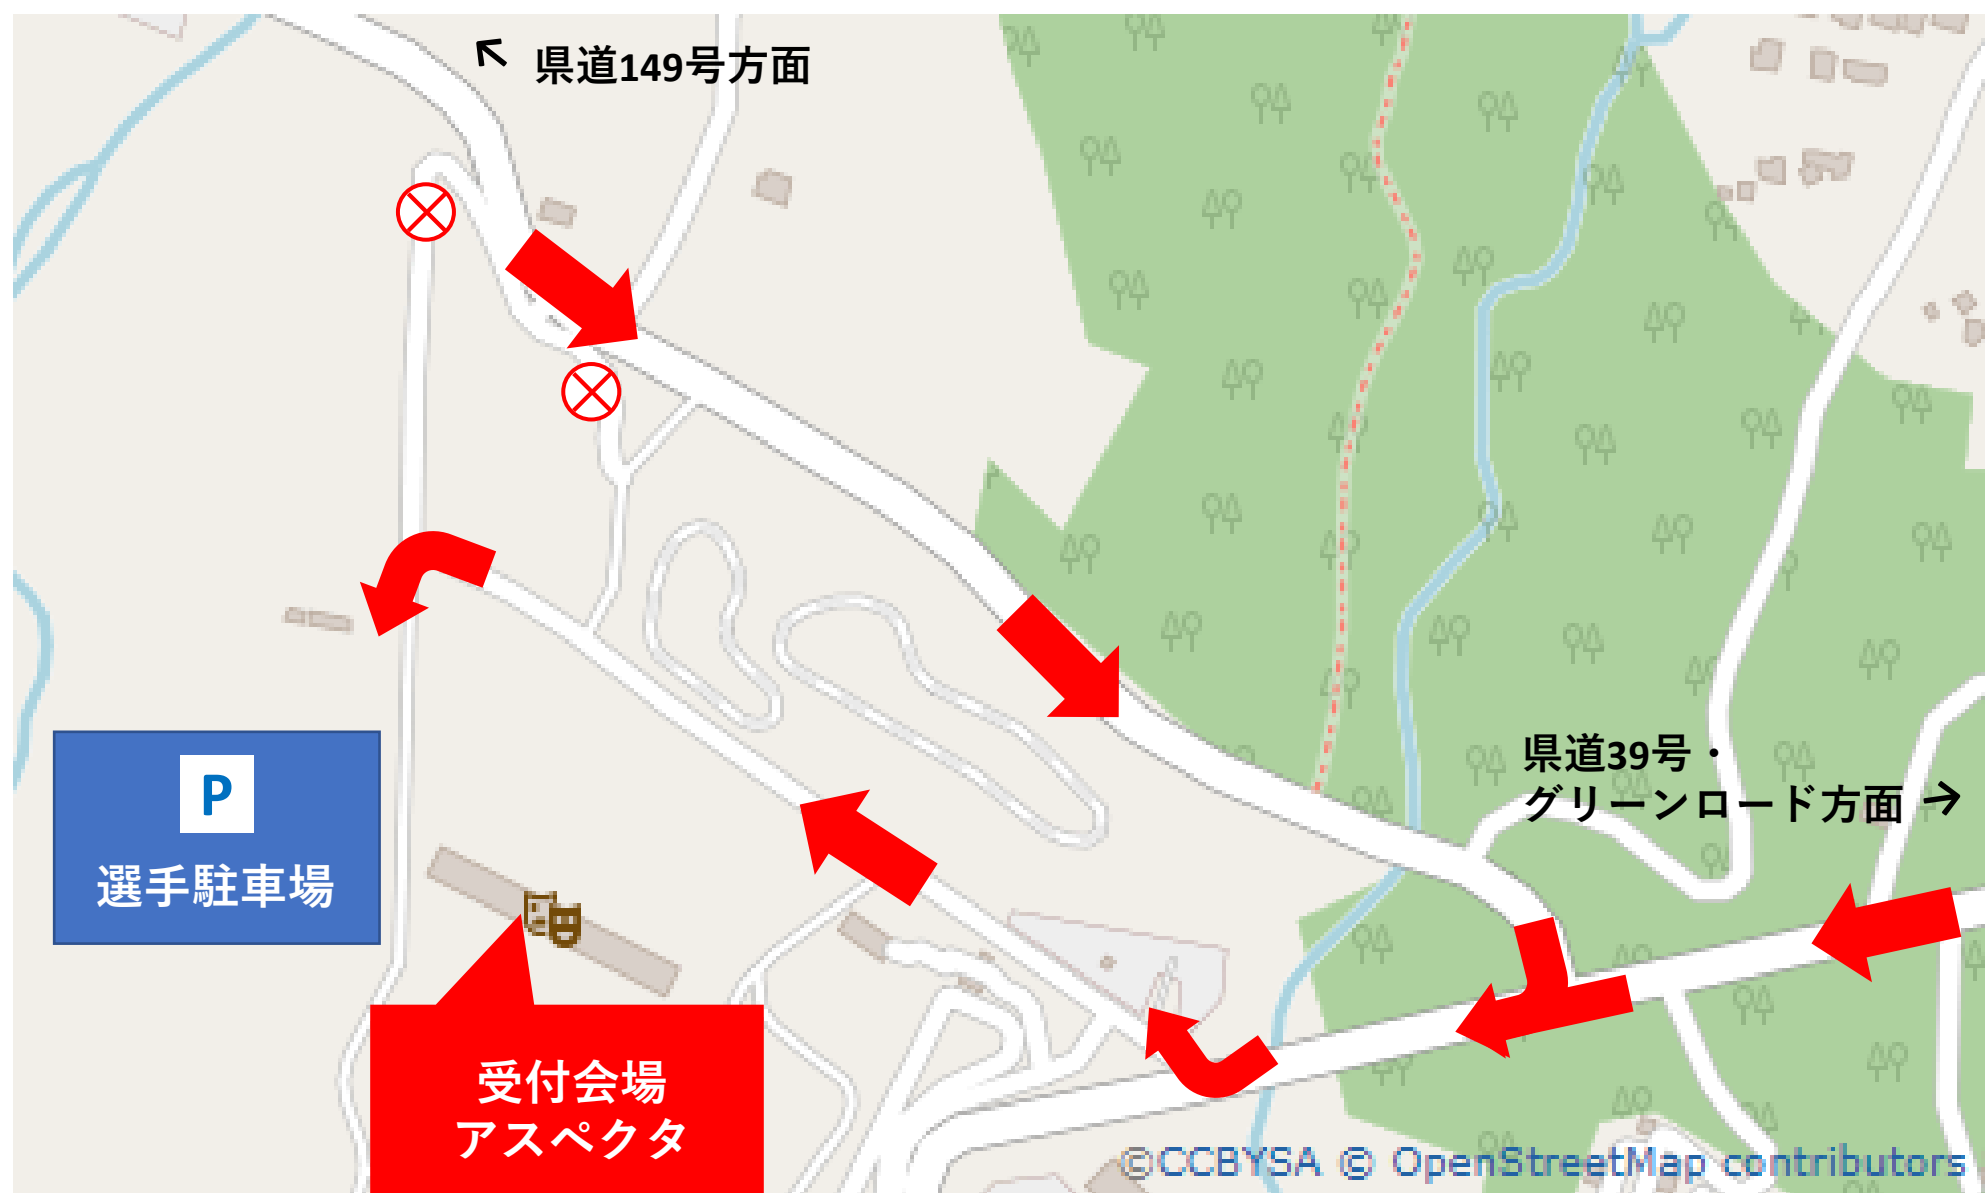 ↖ 県道149号方面
県道39号・
グリーンロード方面 →
P
選手駐車場
受付会場
アスペクタ
©CCBYSA © OpenStreetMap contributors